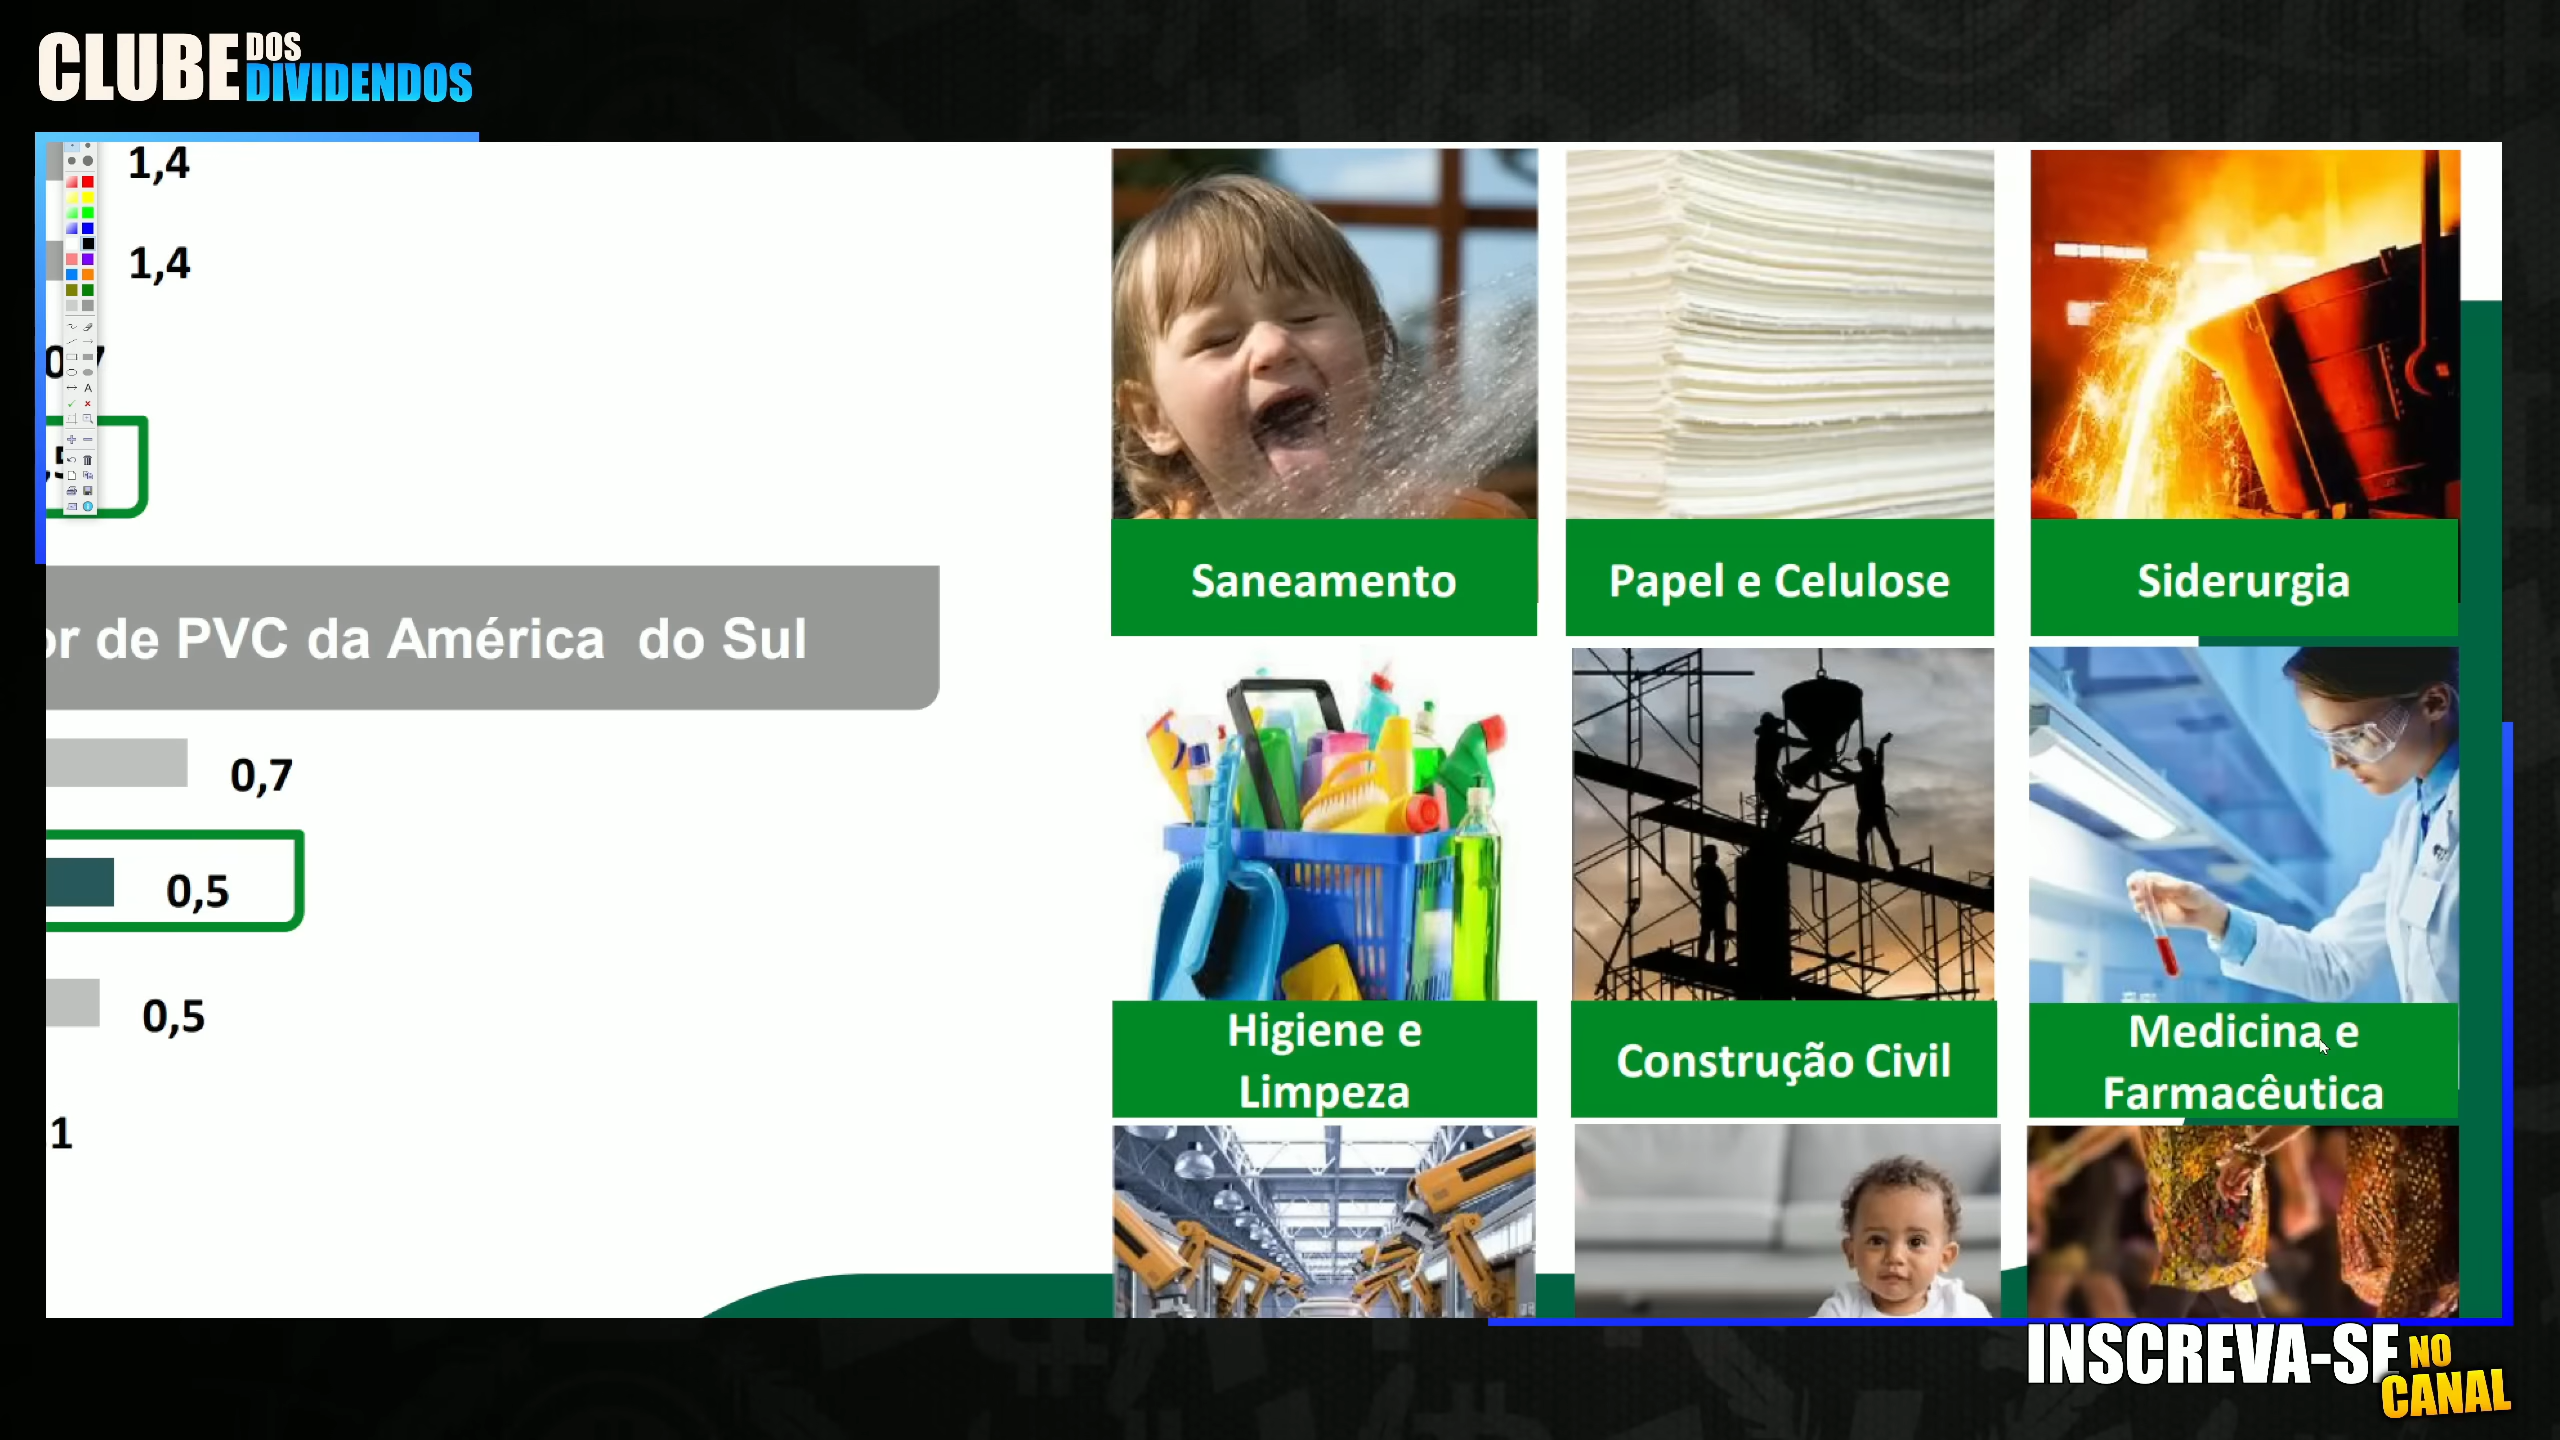 CLUBE DOS
DIVIDENDOS
1,4
1,4
or de PVC da América do Sul
0,7
0,5
0,5
1
Saneamento
Papel e Celulose
Siderurgia
Higiene e
Limpeza
Construção Civil
Medicina e
Farmacêutica
INSCREVA-SE NO
CANAL